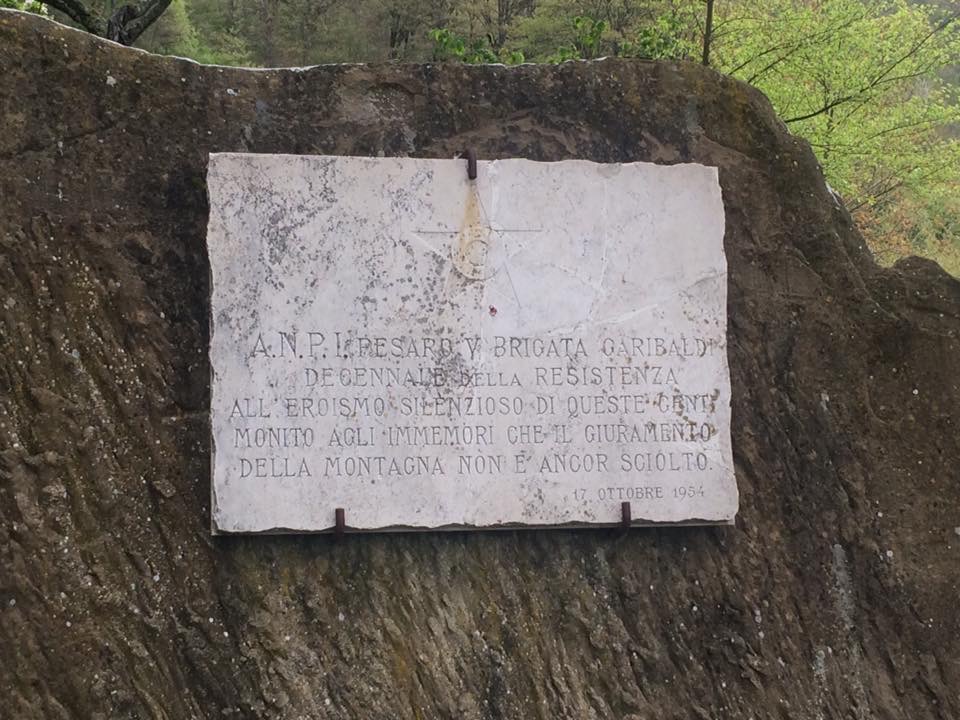 A.N.P.I. PESARO V BRIGATA GARIBALDI
DECENNALE DELLA RESISTENZA
ALL'EROISMO SILENZIOSO DI QUESTE GENTI
MONITO AGLI IMMEMORI CHE IL GIURAMENTO
DELLA MONTAGNA NON È ANCOR SCIOLTO.
17 OTTOBRE 1954